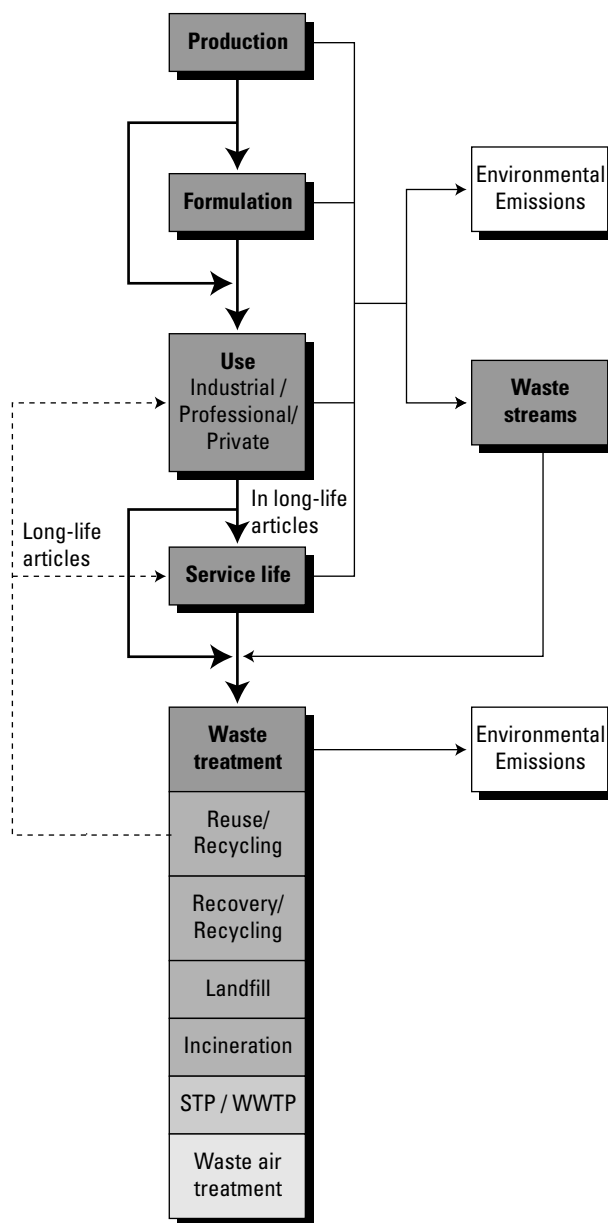 Production
Formulation
Environmental
Emissions
Use
Industrial /
Professional/
Private
Waste
streams
In long-life
articles
Long-life
articles
Service life
Waste
treatment
Environmental
Emissions
Reuse/
Recycling
Recovery/
Recycling
Landfill
Incineration
STP / WWTP
Waste air
treatment